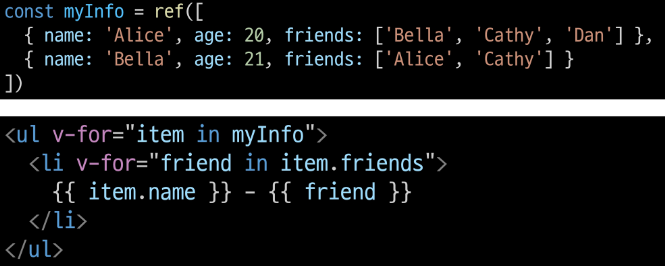 const myInfo = ref([
  { name: 'Alice', age: 20, friends: ['Bella', 'Cathy', 'Dan'] },
  { name: 'Bella', age: 21, friends: ['Alice', 'Cathy'] }
])
<ul v-for="item in myInfo">
  <li v-for="friend in item.friends">
    {{ item.name }} - {{ friend }}
  </li>
</ul>